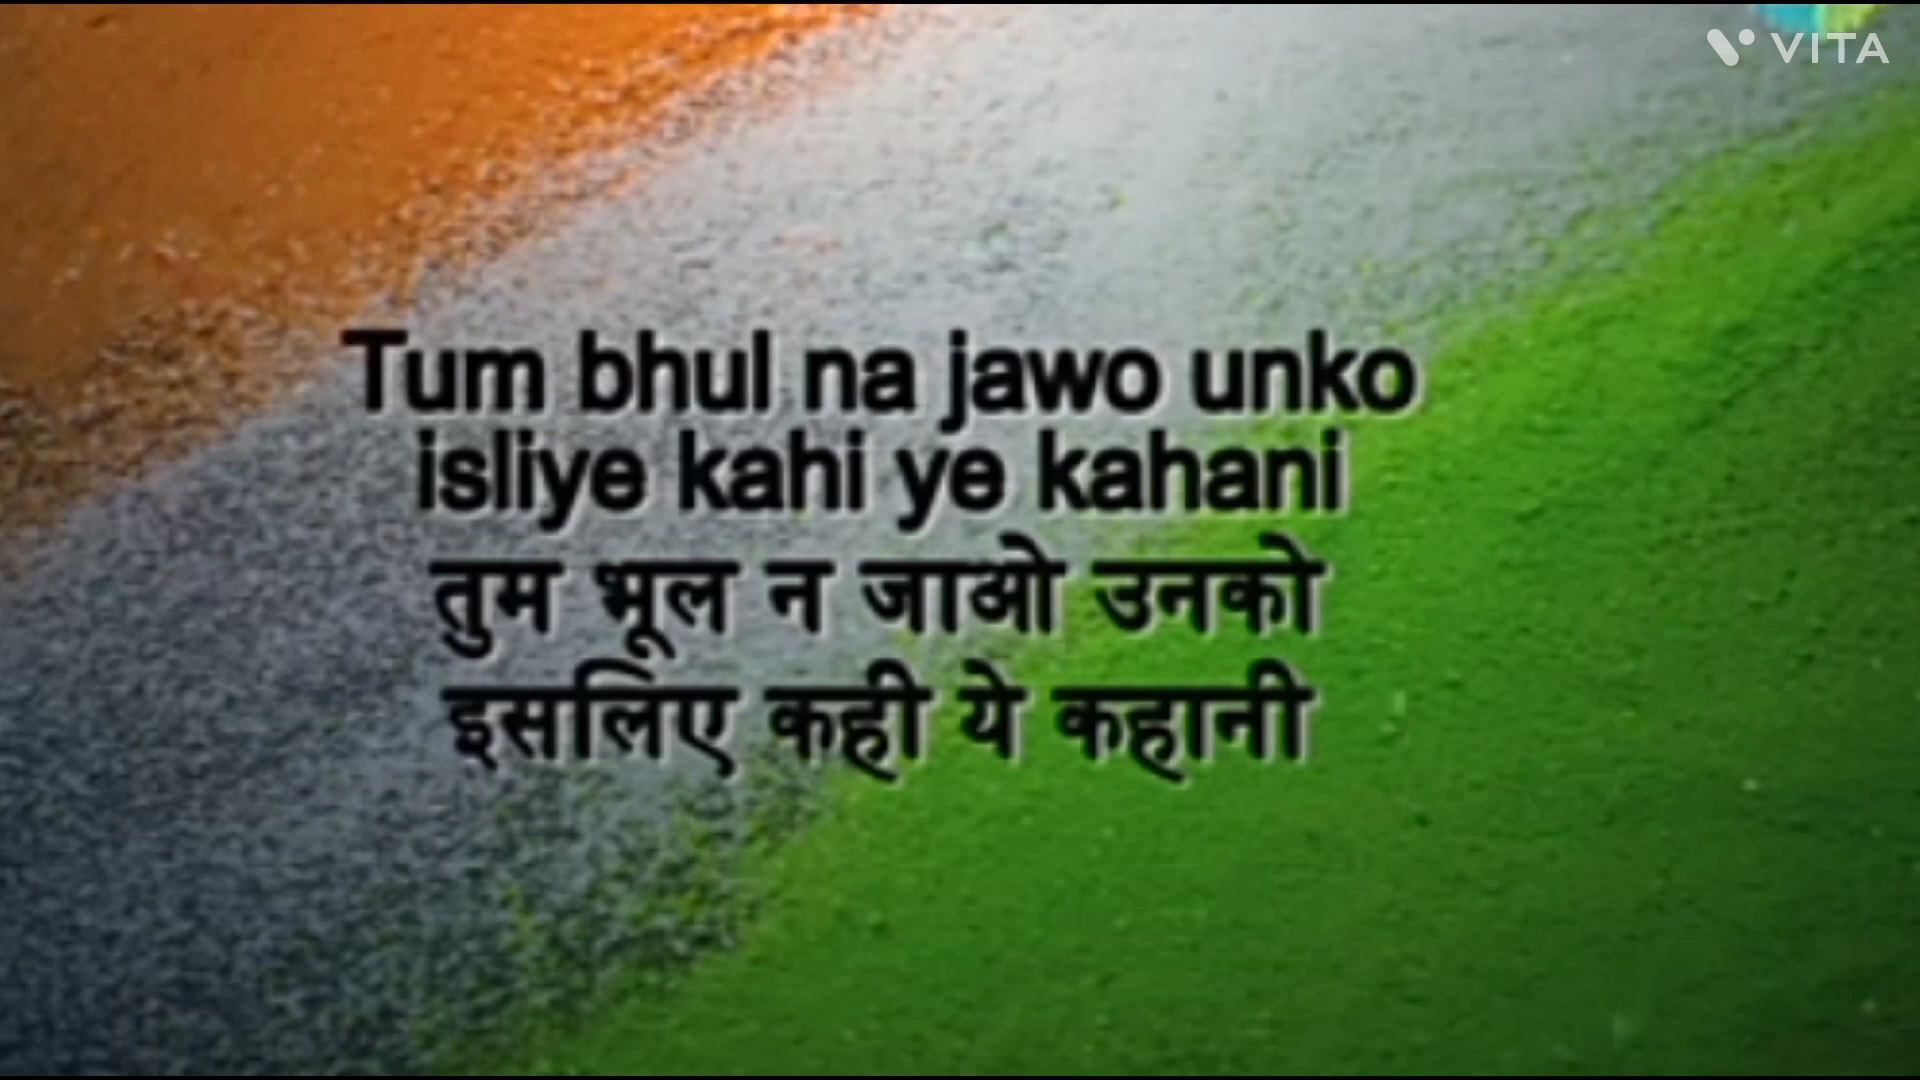 VITA
Tum bhul na jawo unko
isliye kahi ye kahani
तुम भूल न जाओ उनको
इसलिए कही ये कहानी